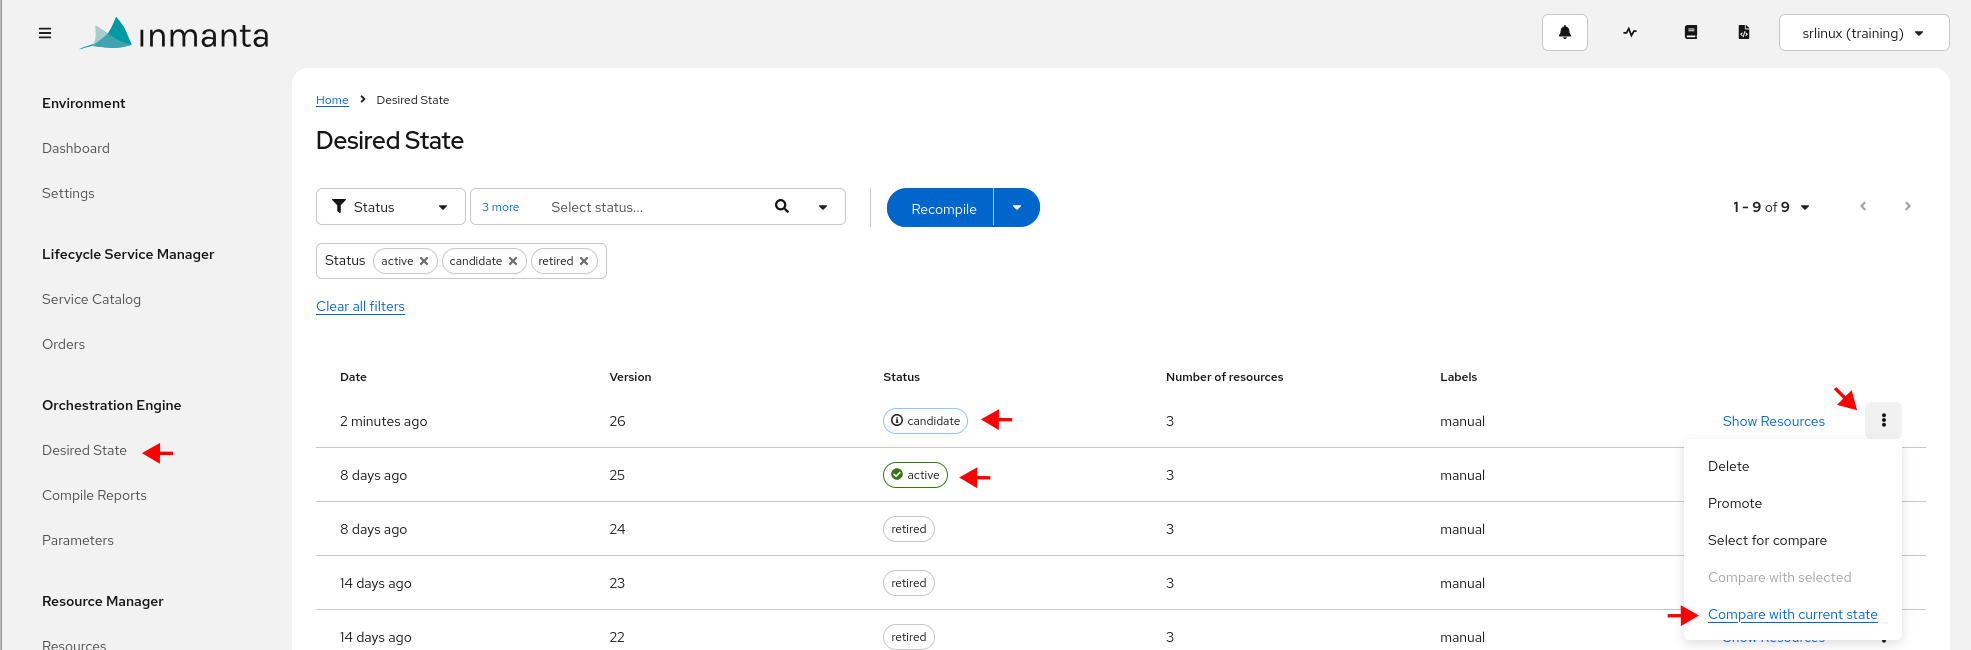 inmanta
srlinux (training)
Environment
Dashboard
Settings
Lifecycle Service Manager
Service Catalog
Orders
Orchestration Engine
Desired State
Compile Reports
Parameters
Resource Manager
Resources
Home > Desired State
Desired State
Status 3 more Select status... Recompile 1 - 9 of 9
Status active candidate retired
Clear all filters
Date Version Status Number of resources Labels
2 minutes ago 26 candidate 3 manual Show Resources
8 days ago 25 active 3 manual
8 days ago 24 retired 3 manual
14 days ago 23 retired 3 manual
14 days ago 22 retired 3 manual Show Resources
Delete
Promote
Select for compare
Compare with selected
Compare with current state